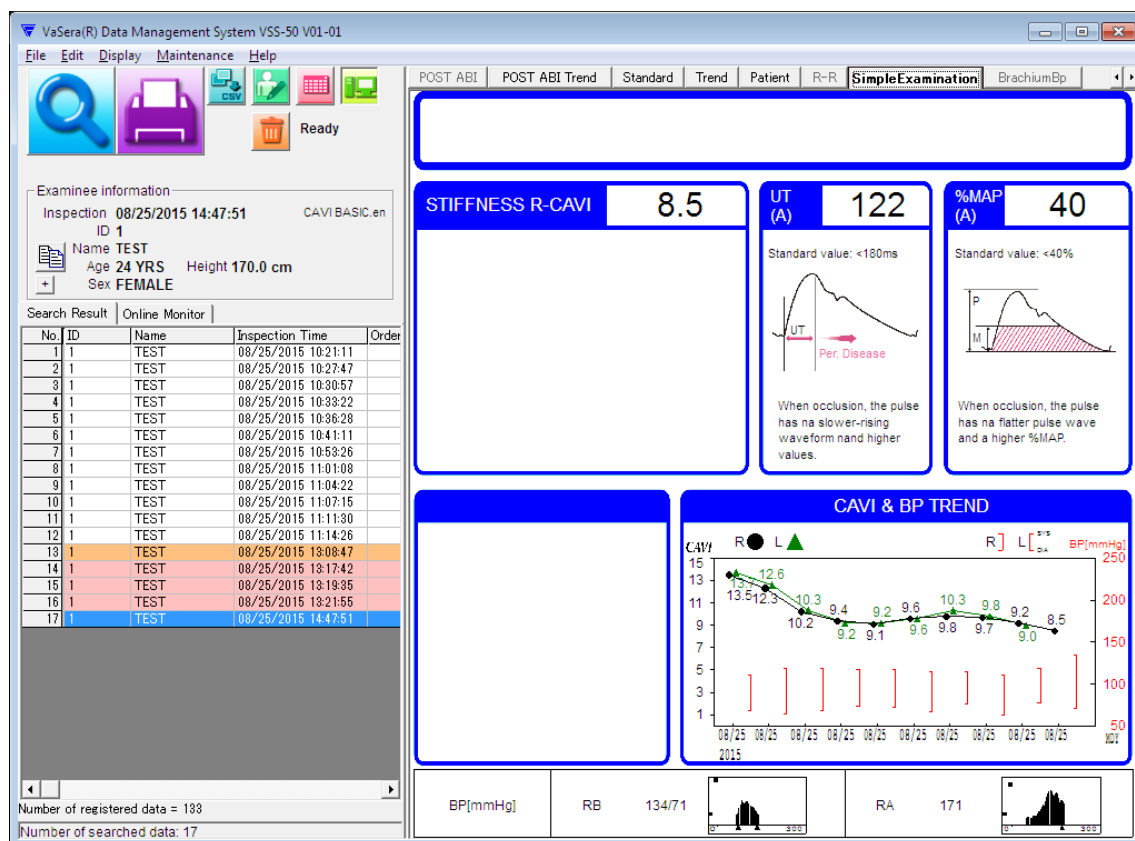 VaSera(R) Data Management System VSS-50 V01-01
File Edit Display Maintenance Help
CSV
Ready
Examinee information
Inspection 08/25/2015 14:47:51 CAVI BASIC.en
ID 1
Name TEST
Age 24 YRS Height 170.0 cm
+ Sex FEMALE
Search Result Online Monitor
No. ID Name Inspection Time Order
1 1 TEST 08/25/2015 10:21:11
2 1 TEST 08/25/2015 10:27:47
3 1 TEST 08/25/2015 10:30:57
4 1 TEST 08/25/2015 10:33:22
5 1 TEST 08/25/2015 10:36:28
6 1 TEST 08/25/2015 10:41:11
7 1 TEST 08/25/2015 10:53:26
8 1 TEST 08/25/2015 11:01:08
9 1 TEST 08/25/2015 11:04:22
10 1 TEST 08/25/2015 11:07:15
11 1 TEST 08/25/2015 11:11:30
12 1 TEST 08/25/2015 11:14:26
13 1 TEST 08/25/2015 13:08:47
14 1 TEST 08/25/2015 13:17:42
15 1 TEST 08/25/2015 13:19:35
16 1 TEST 08/25/2015 13:21:55
17 1 TEST 08/25/2015 14:47:51
Number of registered data = 133
Number of searched data: 17
POST ABI POST ABI Trend Standard Trend Patient R-R SimpleExamination BrachiumBp
STIFFNESS R-CAVI 8.5
UT
(A)
122
Standard value: <180ms
UT
Per. Disease
When occlusion, the pulse
has na slower-rising
waveform nand higher
values.
%MAP
(A)
40
Standard value: <40%
P
M
When occlusion, the pulse
has na flatter pulse wave
and a higher %MAP.
CAVI & BP TREND
CAVI R L R L SYS DIA BP[mmHg]
15 13 11 9 7 5 3 1
250 200 150 100 50
13.7 12.6 10.3 9.2 9.2 9.6 10.3 9.8 9.0
13.5 12.3 10.2 9.4 9.1 9.6 9.8 9.7 9.2 8.5
08/25 08/25 08/25 08/25 08/25 08/25 08/25 08/25 08/25 08/25 MDY
2015
BP[mmHg] RB 134/71 0 300 RA 171 0 300